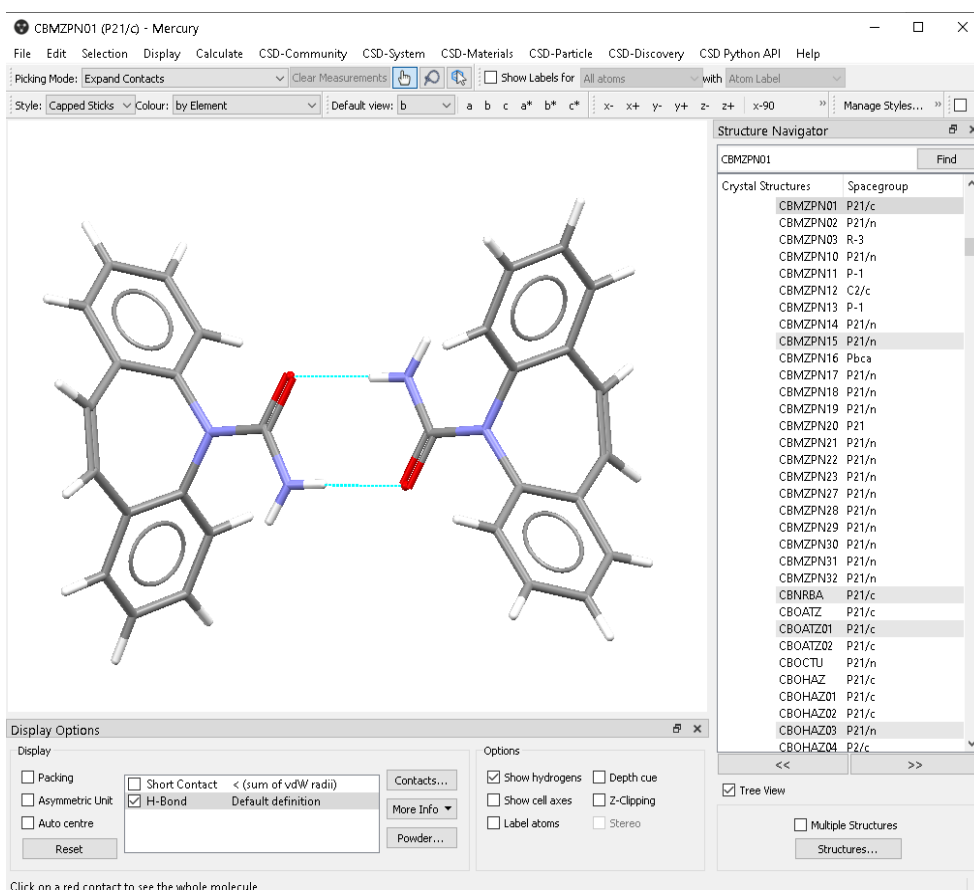 CBMZPN01 (P21/c) - Mercury
File Edit Selection Display Calculate CSD-Community CSD-System CSD-Materials CSD-Particle CSD-Discovery CSD Python API Help
Picking Mode: Expand Contacts Clear Measurements Show Labels for All atoms with Atom Label
Style: Capped Sticks Colour: by Element Default view: b a b c a* b* c* x- x+ y- y+ z- z+ x-90 » Manage Styles... »
Structure Navigator
CBMZPN01 Find
Crystal Structures Spacegroup
CBMZPN01 P21/c
CBMZPN02 P21/n
CBMZPN03 R-3
CBMZPN10 P21/n
CBMZPN11 P-1
CBMZPN12 C2/c
CBMZPN13 P-1
CBMZPN14 P21/n
CBMZPN15 P21/n
CBMZPN16 Pbca
CBMZPN17 P21/n
CBMZPN18 P21/n
CBMZPN19 P21/n
CBMZPN20 P21
CBMZPN21 P21/n
CBMZPN22 P21/n
CBMZPN23 P21/n
CBMZPN27 P21/n
CBMZPN28 P21/n
CBMZPN29 P21/n
CBMZPN30 P21/n
CBMZPN31 P21/n
CBMZPN32 P21/n
CBNRBA P21/c
CBOATZ P21/c
CBOATZ01 P21/c
CBOATZ02 P21/c
CBOCTU P21/n
CBOHAZ P21/c
CBOHAZ01 P21/c
CBOHAZ02 P21/c
CBOHAZ03 P21/n
CBOHAZ04 P2/c
<< >>
Tree View
Multiple Structures
Structures...
Display Options
Display
Packing
Asymmetric Unit
Auto centre
Reset
Short Contact < (sum of vdW radii)
H-Bond Default definition
Contacts...
More Info
Powder...
Options
Show hydrogens Depth cue
Show cell axes Z-Clipping
Label atoms Stereo
Click on a red contact to see the whole molecule